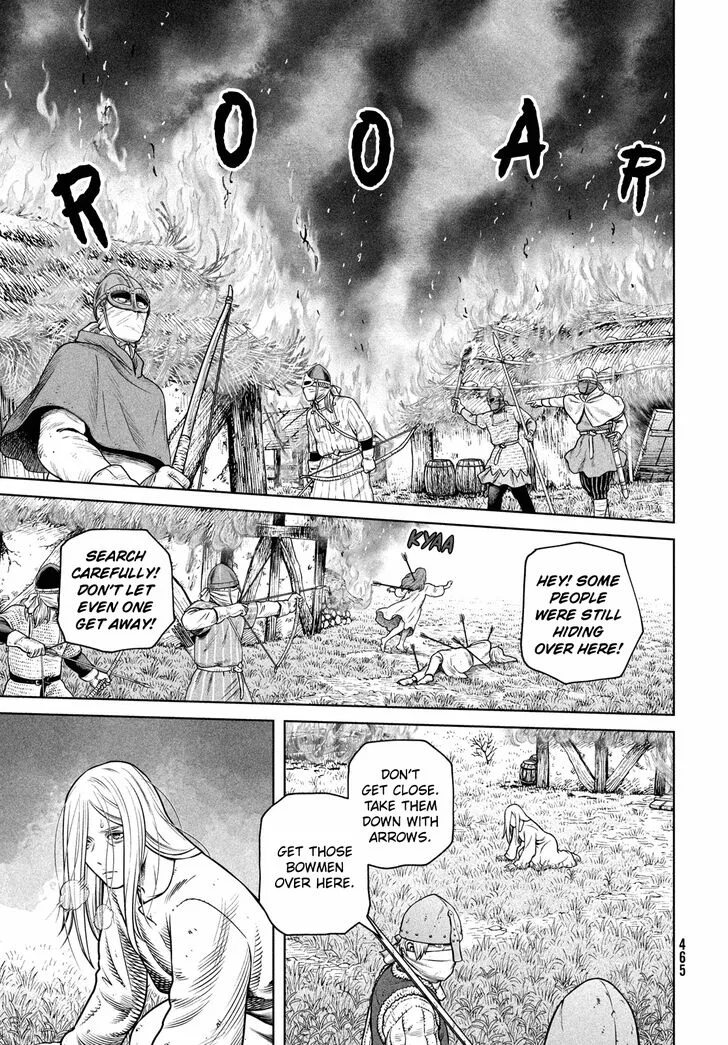 ROOAR
HEY! SOME
PEOPLE
WERE STILL
HIDING
OVER HERE!
KYAA
SEARCH
CAREFULLY!
DON'T LET
EVEN ONE
GET AWAY!
DON'T
GET CLOSE.
TAKE THEM
DOWN WITH
ARROWS.
GET THOSE
BOWMEN
OVER HERE.
465